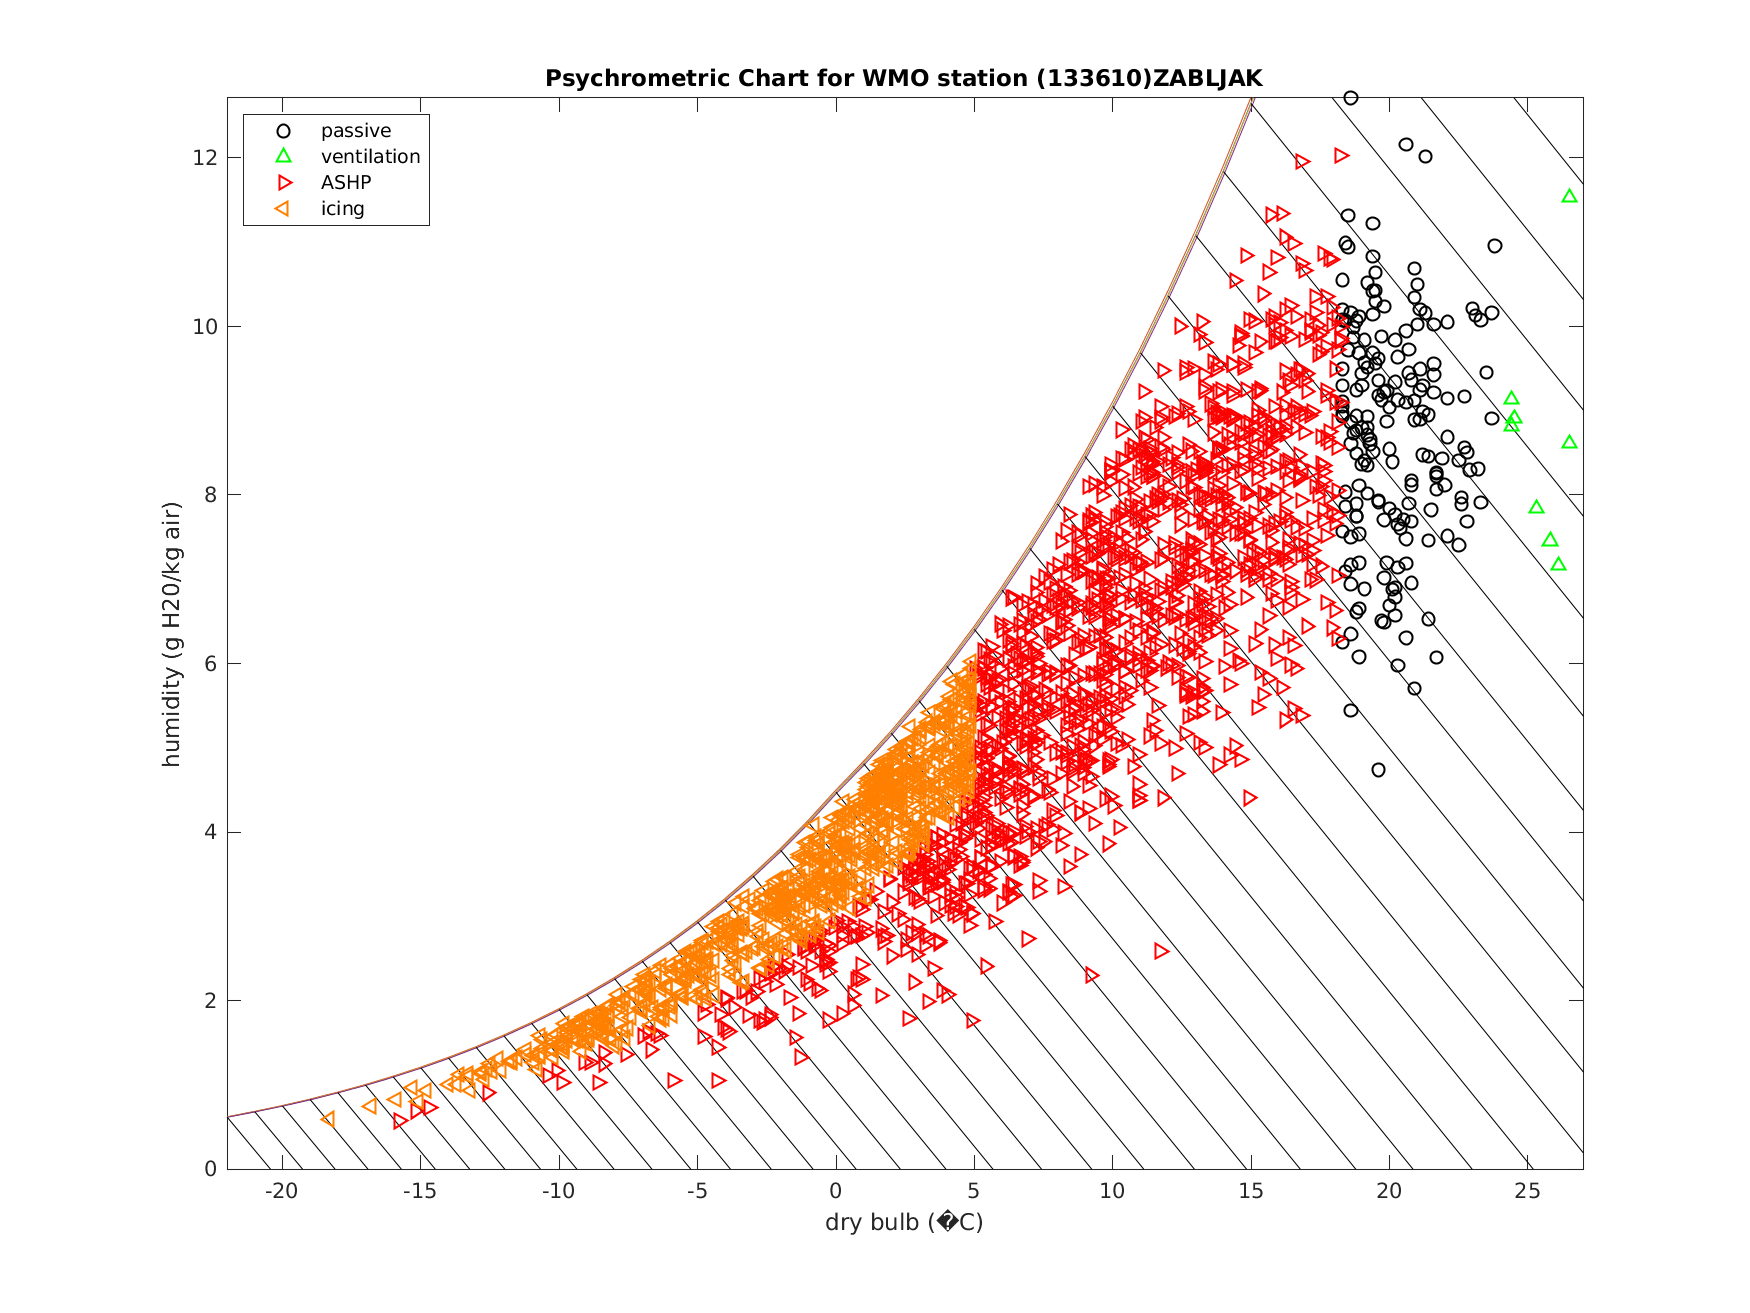 Psychrometric Chart for WMO station (133610)ZABLJAK
passive
ventilation
ASHP
icing
humidity (g H20/kg air)
12
10
8
6
4
2
0
-20 -15 -10 -5 0 5 10 15 20 25
dry bulb (�C)